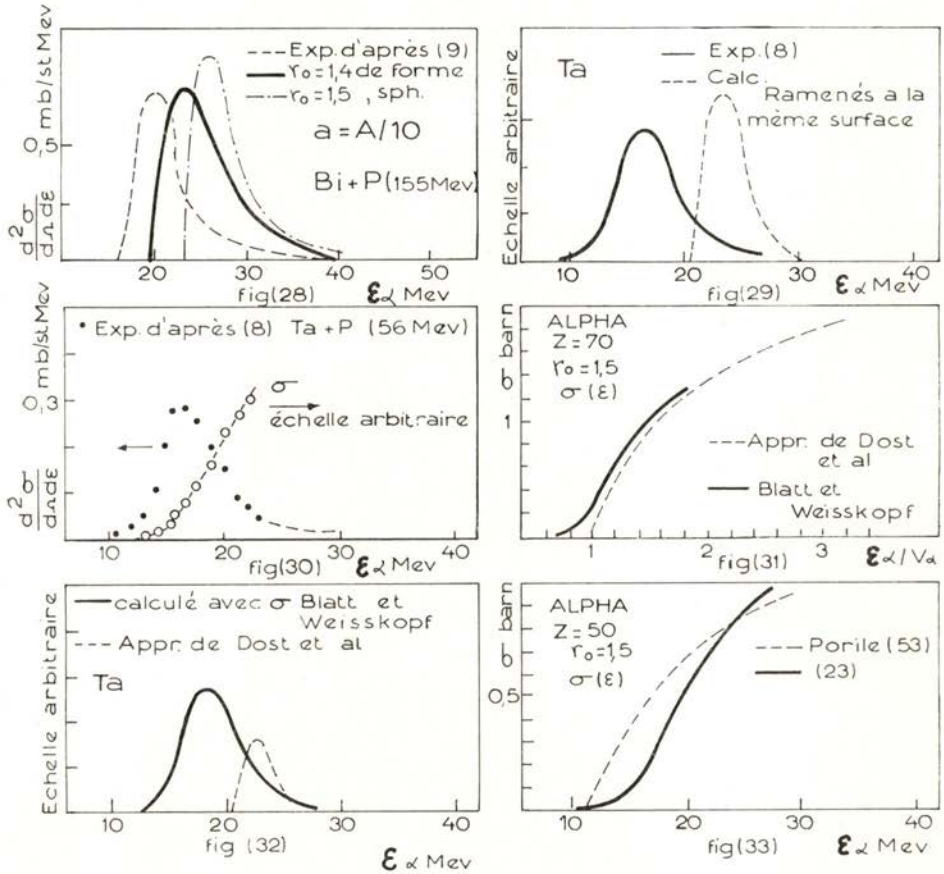 d²σ/dΩdε mb/st Mev
0,5
--- Exp. d'après (9)
— r₀=1,4 de forme
-·- r₀=1,5 , sph.
a = A/10
Bi + P (155 Mev)
20 30 40 50
fig(28) εα Mev
Echelle arbitraire
Ta
— Exp. (8)
--- Calc.
Ramenés a la
même surface
10 20 30 40
fig(29) εα Mev
d²σ/dΩdε 0,3 mb/st Mev
• Exp. d'après (8) Ta + P (56 Mev)
σ
échelle arbitraire
10 20 30 40
fig(30) εα Mev
σ barn
1
ALPHA
Z=70
r₀=1,5
σ(ε)
--- Appr. de Dost
et al
— Blatt et
Weisskopf
1 2 3
fig(31) εα/Vα
Echelle arbitraire
— calculé avec σ Blatt et
Weisskopf
--- Appr. de Dost et al
Ta
10 20 30 40
fig (32)
εα Mev
σ barn
0,5
ALPHA
Z=50
r₀=1,5
σ(ε)
--- Porile (53)
— (23)
10 20 30 40
fig(33) εα Mev